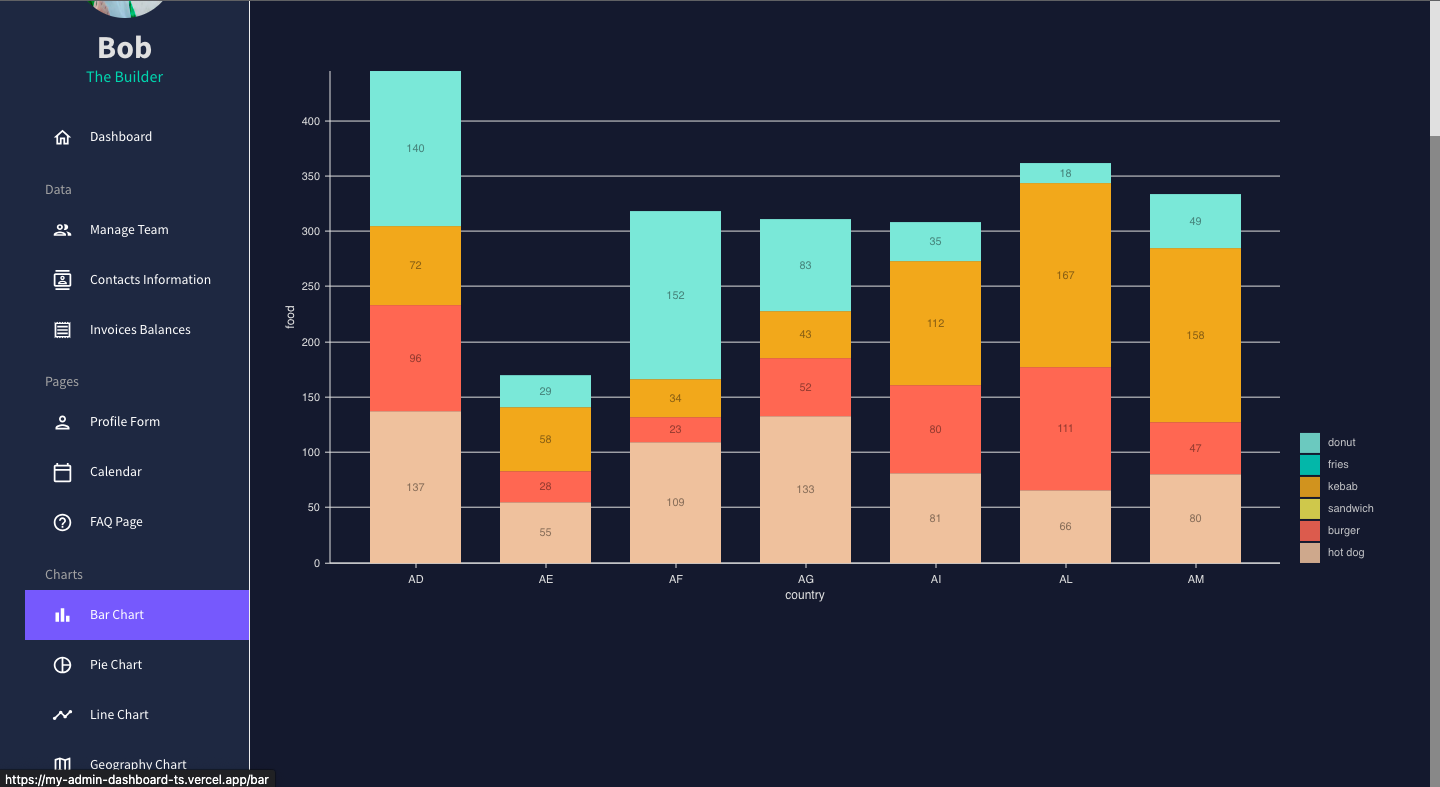 Bob
The Builder
Dashboard
Data
Manage Team
Contacts Information
Invoices Balances
Pages
Profile Form
Calendar
FAQ Page
Charts
Bar Chart
Pie Chart
Line Chart
Geography Chart
https://my-admin-dashboard-ts.vercel.app/bar
400
350
300
250
200
150
100
50
0
food
140
72
96
137
29
58
28
55
152
34
23
109
83
43
52
133
35
112
80
81
18
167
111
66
49
158
47
80
AD AE AF AG AI AL AM
country
donut
fries
kebab
sandwich
burger
hot dog